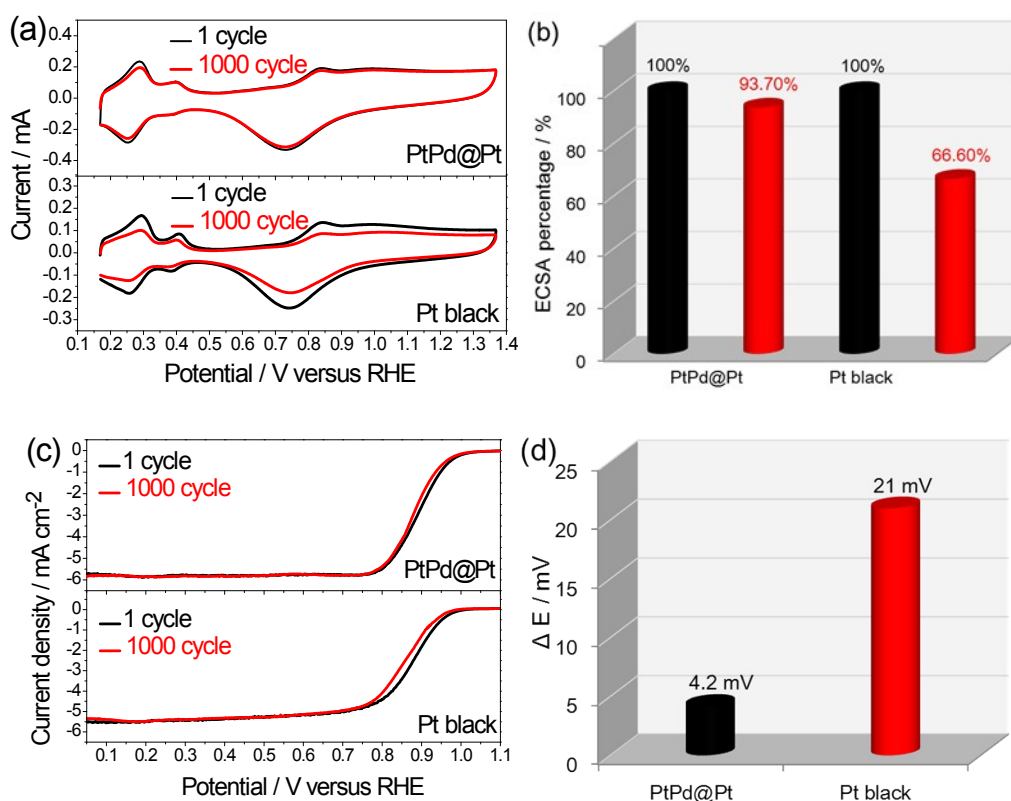 (a)
1 cycle
1000 cycle
0.4
0.2
0.0
-0.2
-0.4
PtPd@Pt
1 cycle
1000 cycle
0.3
0.2
0.1
0.0
-0.1
-0.2
-0.3
Pt black
Current / mA
0.1 0.2 0.3 0.4 0.5 0.6 0.7 0.8 0.9 1.0 1.1 1.2 1.3 1.4
Potential / V versus RHE
(b)
100% 93.70% 100% 66.60%
100
80
60
40
20
0
ECSA percentage / %
PtPd@Pt Pt black
(c)
1 cycle
1000 cycle
0
-1
-2
-3
-4
-5
-6
PtPd@Pt
1 cycle
1000 cycle
0
-1
-2
-3
-4
-5
-6
Pt black
Current density / mA cm-2
0.1 0.2 0.3 0.4 0.5 0.6 0.7 0.8 0.9 1.0 1.1
Potential / V versus RHE
(d)
25
20
15
10
5
0
Δ E / mV
4.2 mV
21 mV
PtPd@Pt Pt black